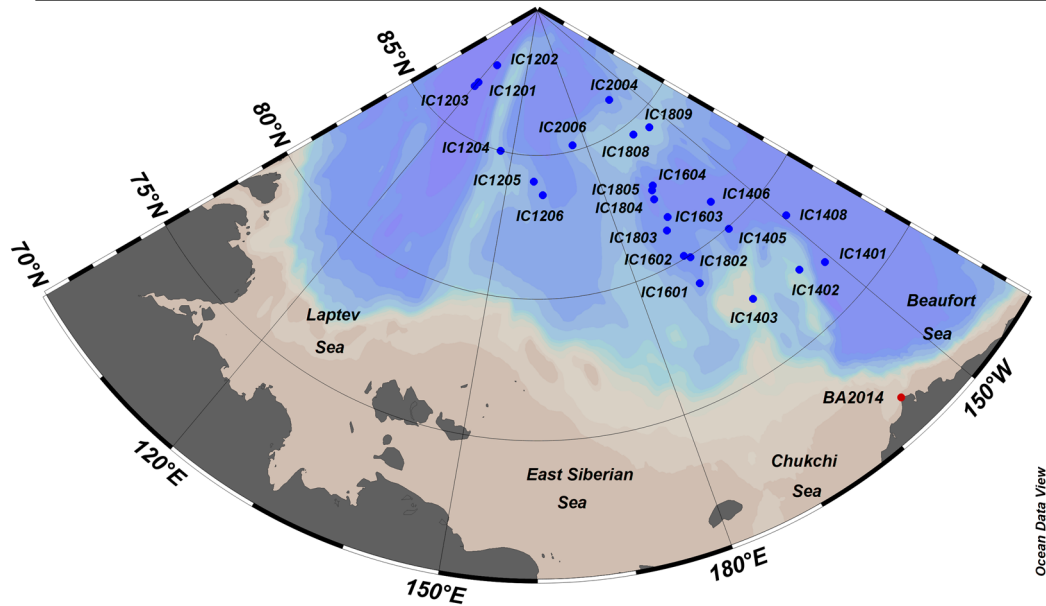 85°N
IC1202
IC1201
IC1203
IC2004
IC1809
80°N
IC2006
IC1808
IC1204
IC1604
IC1205
IC1805
IC1406
75°N
IC1804
IC1206
IC1603
IC1408
IC1803
IC1405
IC1401
70°N
IC1602
IC1802
IC1601
IC1402
Beaufort
Sea
Laptev
Sea
IC1403
150°W
BA2014
120°E
Chukchi
Sea
East Siberian
Sea
180°E
150°E
Ocean Data View